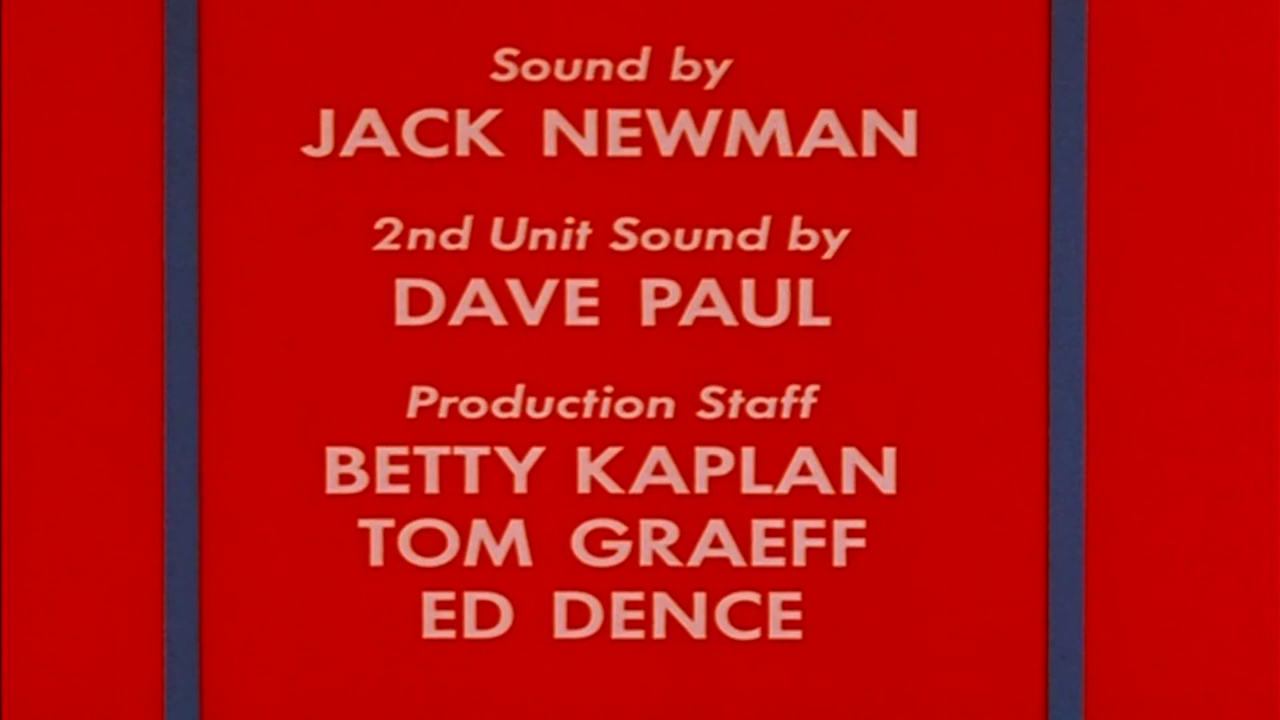 Sound by
JACK NEWMAN
2nd Unit Sound by
DAVE PAUL
Production Staff
BETTY KAPLAN
TOM GRAEFF
ED DENCE